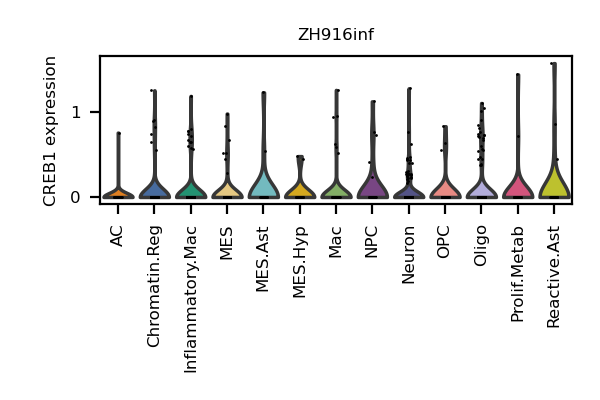 ZH916inf
CREB1 expression
1
0
AC
Chromatin.Reg
Inflammatory.Mac
MES
MES.Ast
MES.Hyp
Mac
NPC
Neuron
OPC
Oligo
Prolif.Metab
Reactive.Ast